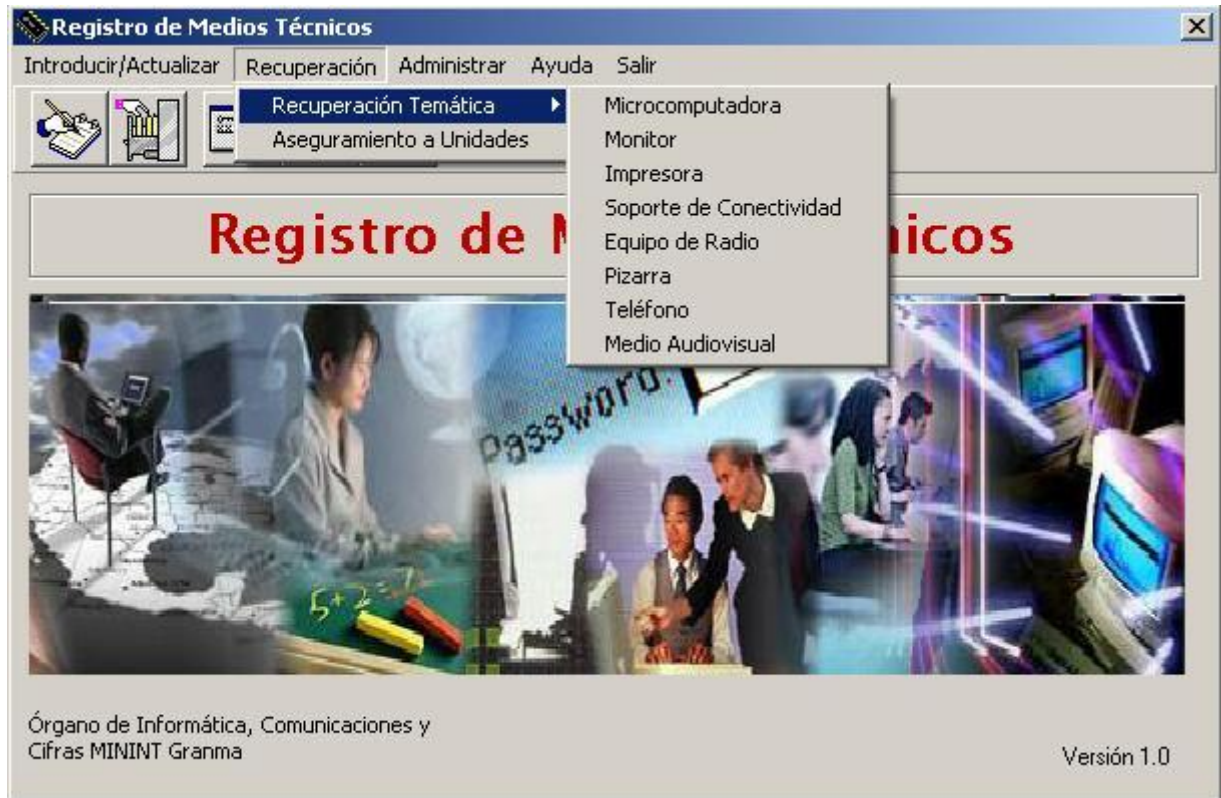 Registro de Medios Técnicos
Introducir/Actualizar Recuperación Administrar Ayuda Salir
Recuperación Temática
Aseguramiento a Unidades
Microcomputadora
Monitor
Impresora
Soporte de Conectividad
Equipo de Radio
Pizarra
Teléfono
Medio Audiovisual
Registro de M icos
Password
5+2=7
Órgano de Informática, Comunicaciones y
Cifras MININT Granma
Versión 1.0